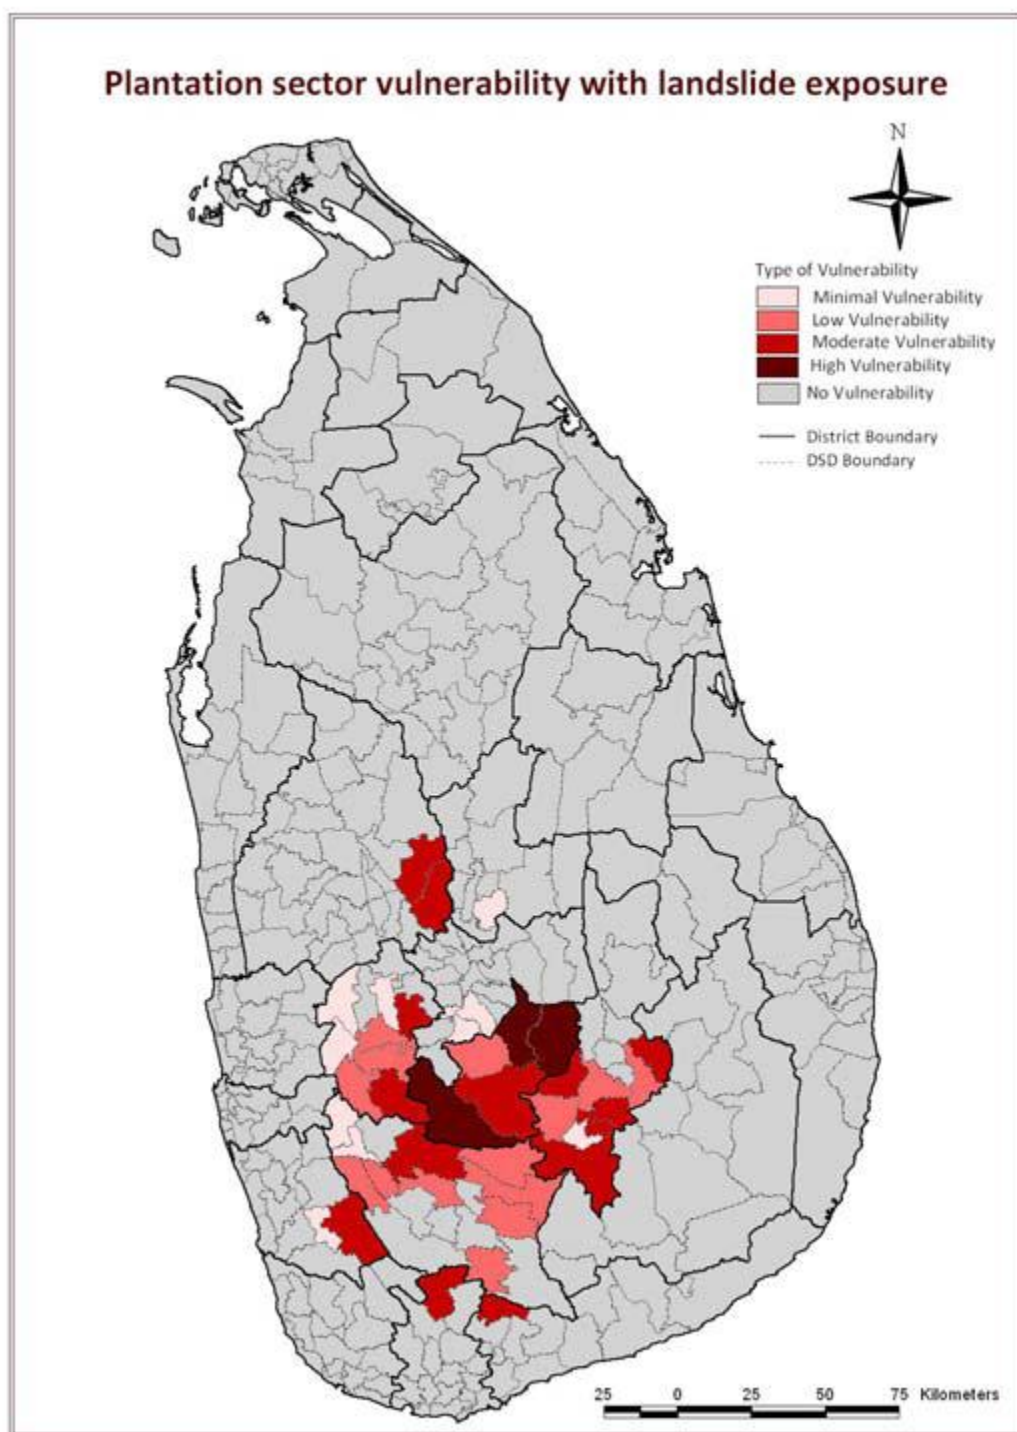 Plantation sector vulnerability with landslide exposure
N
Type of Vulnerability
Minimal Vulnerability
Low Vulnerability
Moderate Vulnerability
High Vulnerability
No Vulnerability
District Boundary
DSD Boundary
25 0 25 50 75 Kilometers